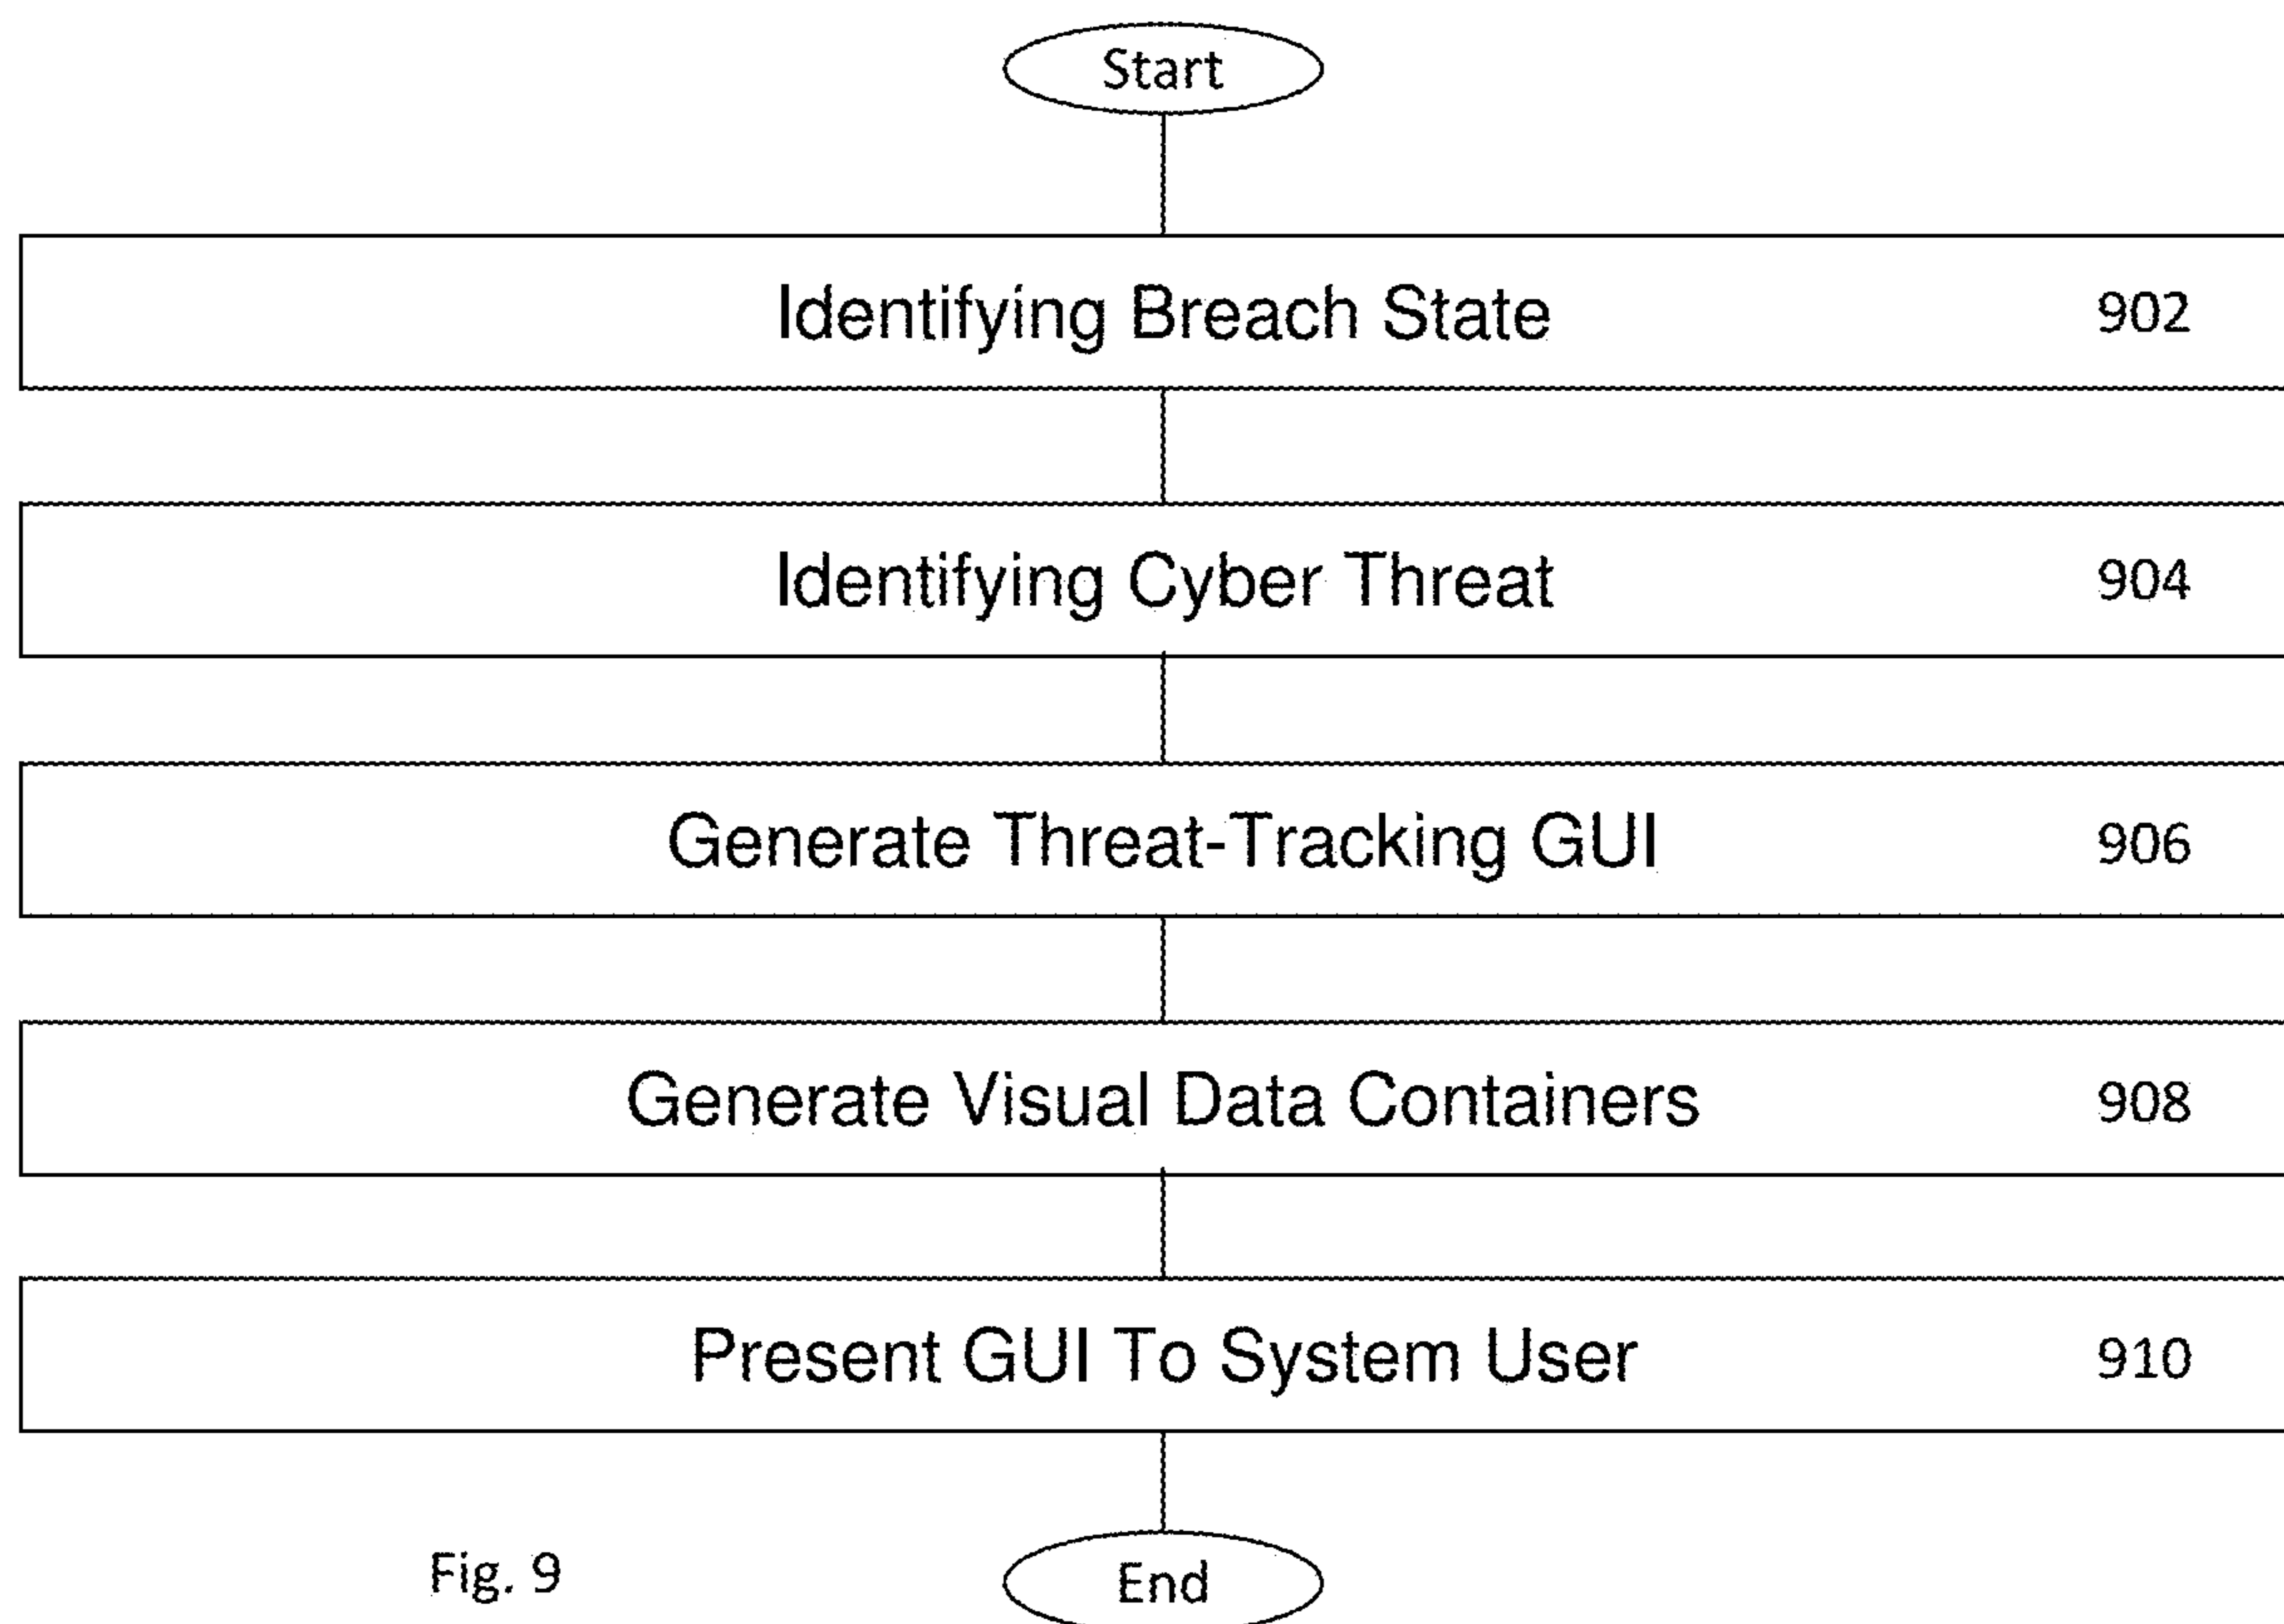 Start
Identifying Breach State 902
Identifying Cyber Threat 904
Generate Threat-Tracking GUI 906
Generate Visual Data Containers 908
Present GUI To System User 910
Fig. 9
End